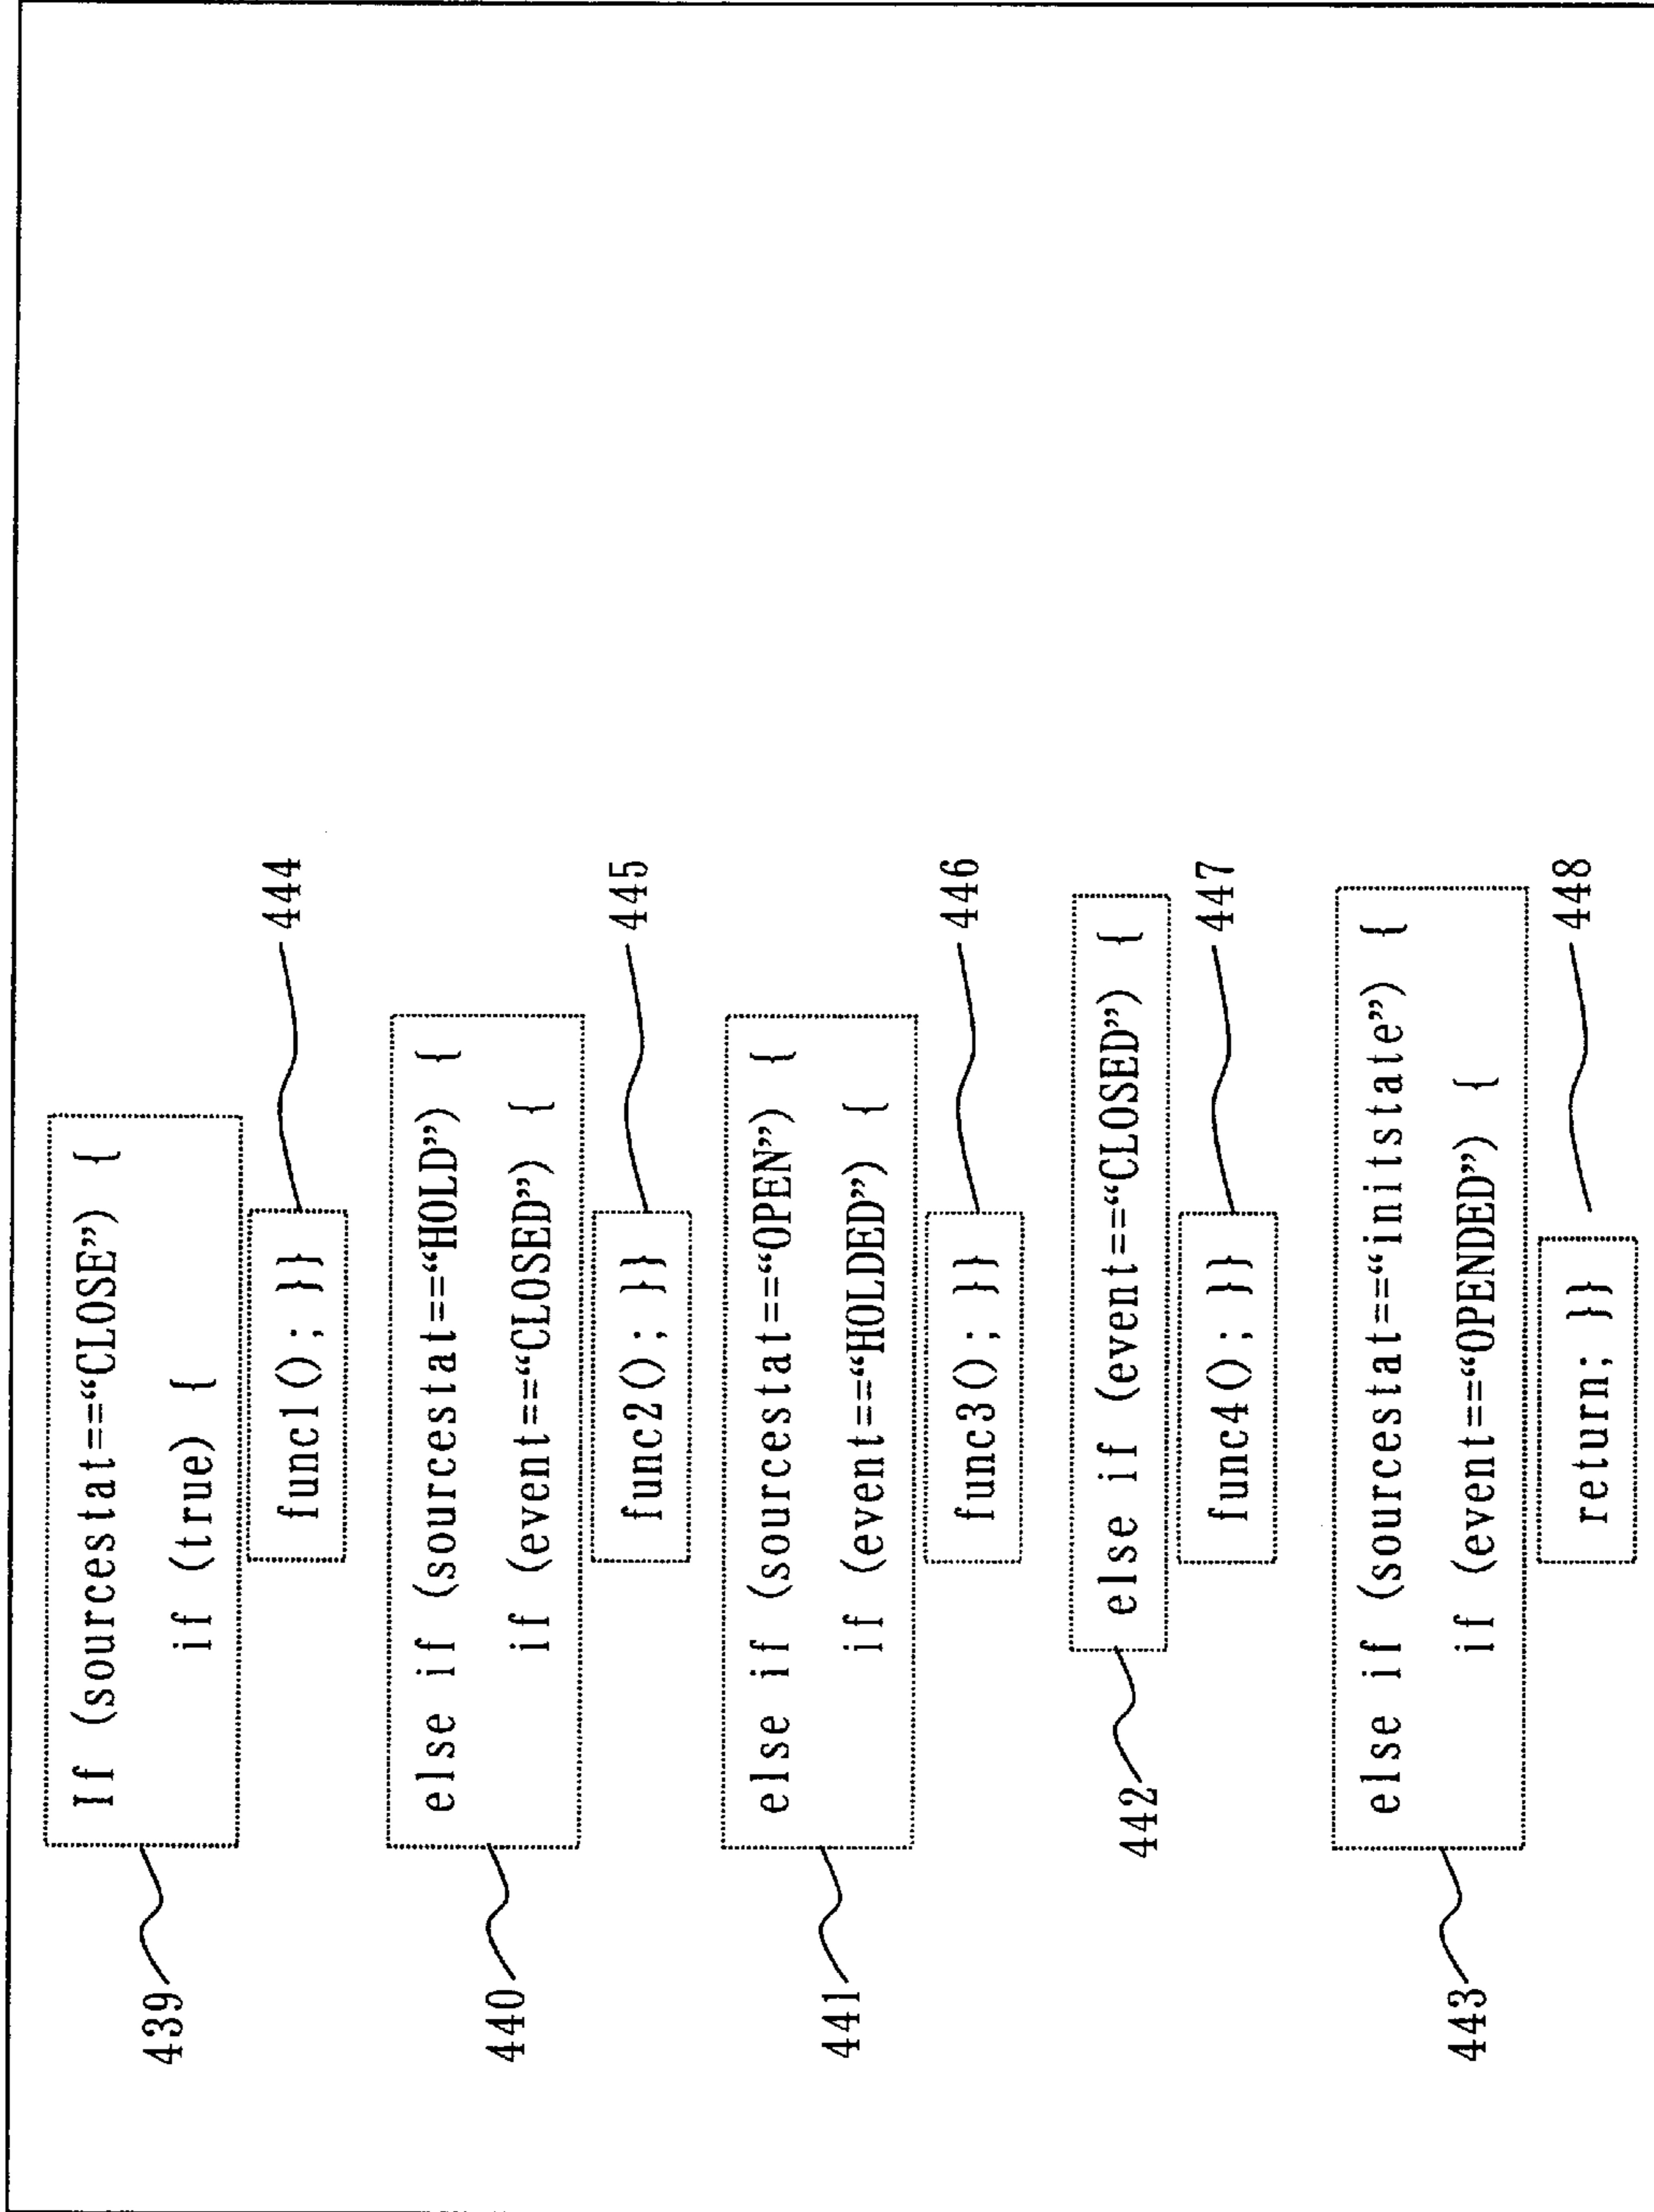 If (sourcestat==“CLOSE”) {
439
if (true) {
func1(); }}
444
else if (sourcestat==“HOLD”) {
440
if (event==“CLOSED”) {
func2(); }}
445
else if (sourcestat==“OPEN”) {
441
if (event==“HOLDED”) {
func3(); }}
446
442
else if (event==“CLOSED”) {
func4(); }}
447
else if (sourcestat==“initstate”) {
443
if (event==“OPENDED”) {
return; }}
448